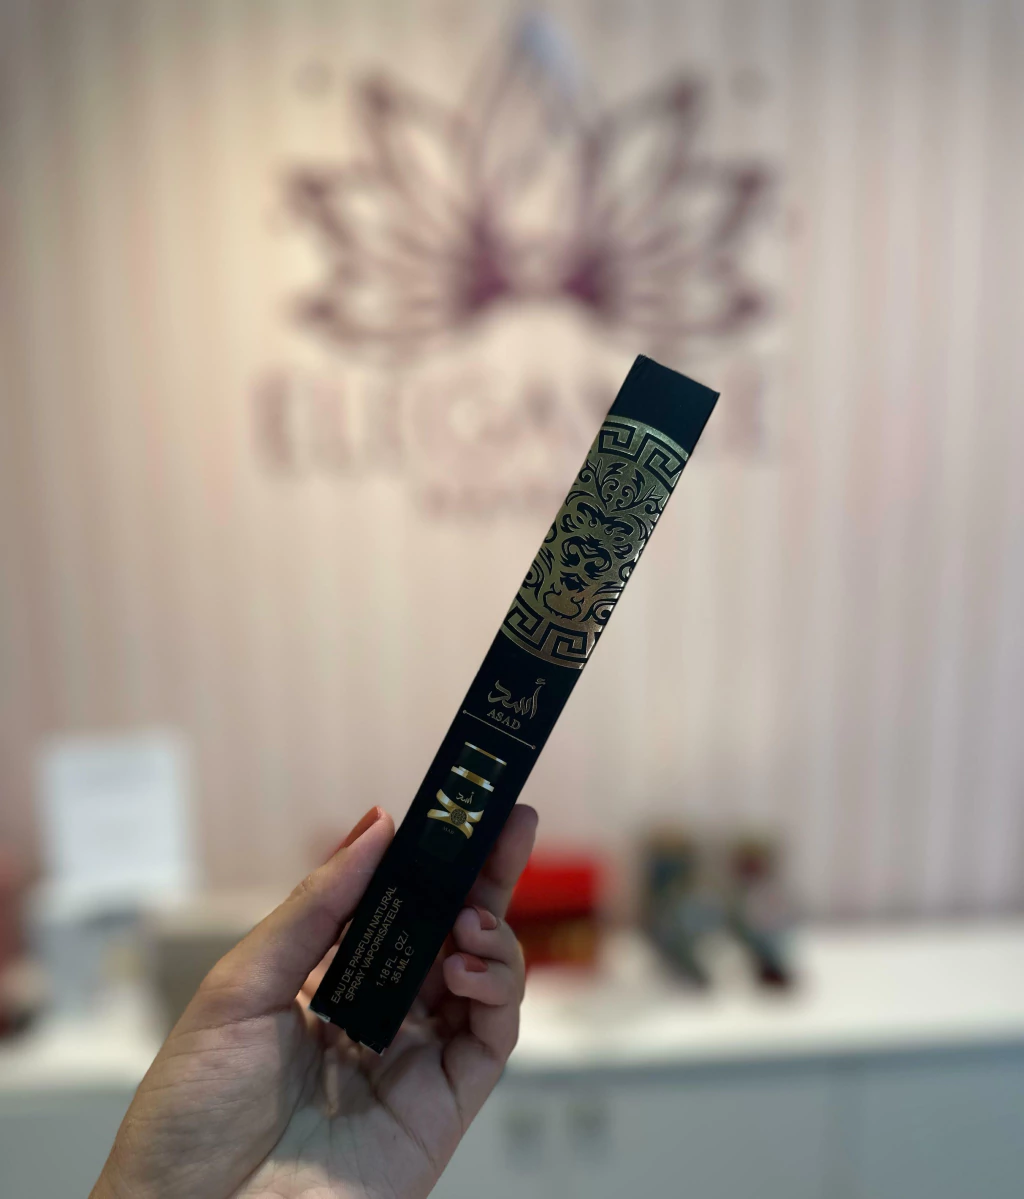 أسد
ASAD
أسد
EAU DE PARFUM NATURAL
SPRAY VAPORISATEUR
1.18 FL. OZ./
35 ML ℮